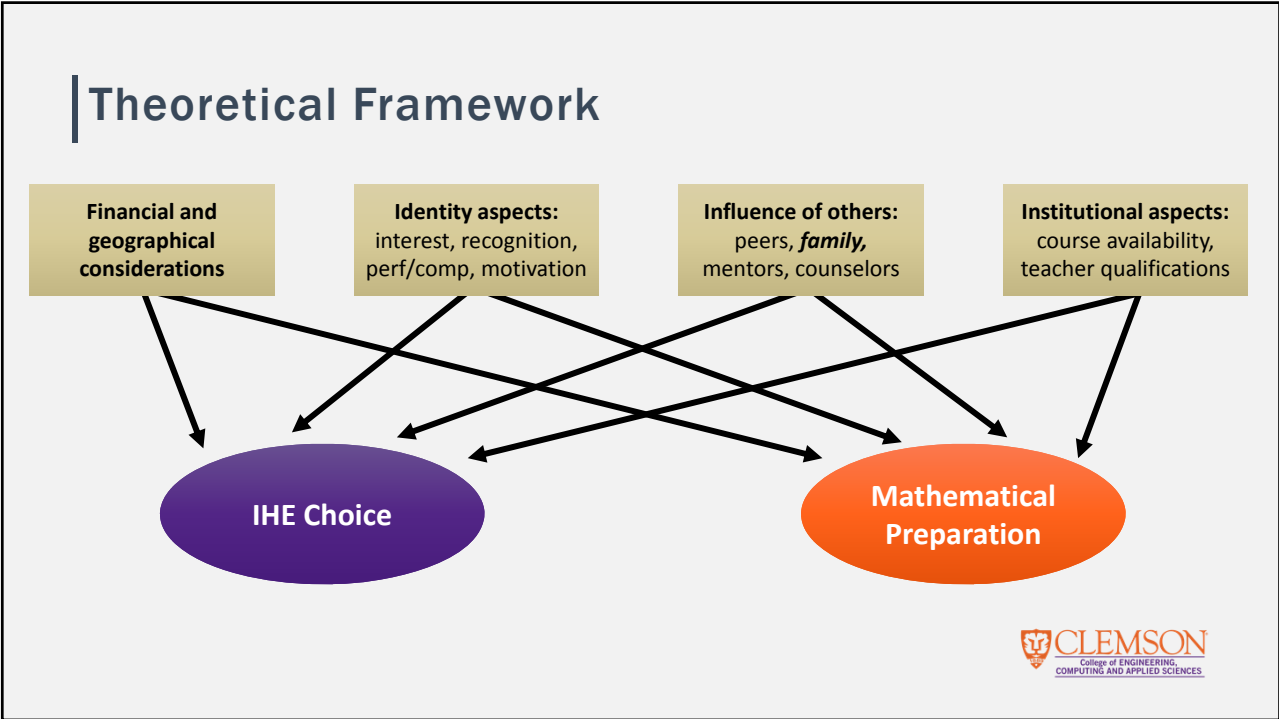 Theoretical Framework
Financial and
geographical
considerations
Identity aspects:
interest, recognition,
perf/comp, motivation
Influence of others:
peers, family,
mentors, counselors
Institutional aspects:
course availability,
teacher qualifications
IHE Choice
Mathematical
Preparation
CLEMSON
College of ENGINEERING,
COMPUTING AND APPLIED SCIENCES